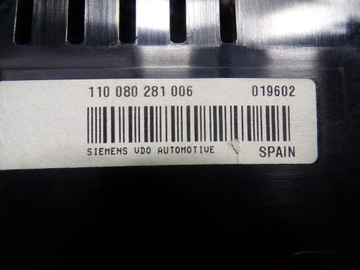 110 080 281 006 019602
SIEMENS VDO AUTOMOTIVE SPAIN